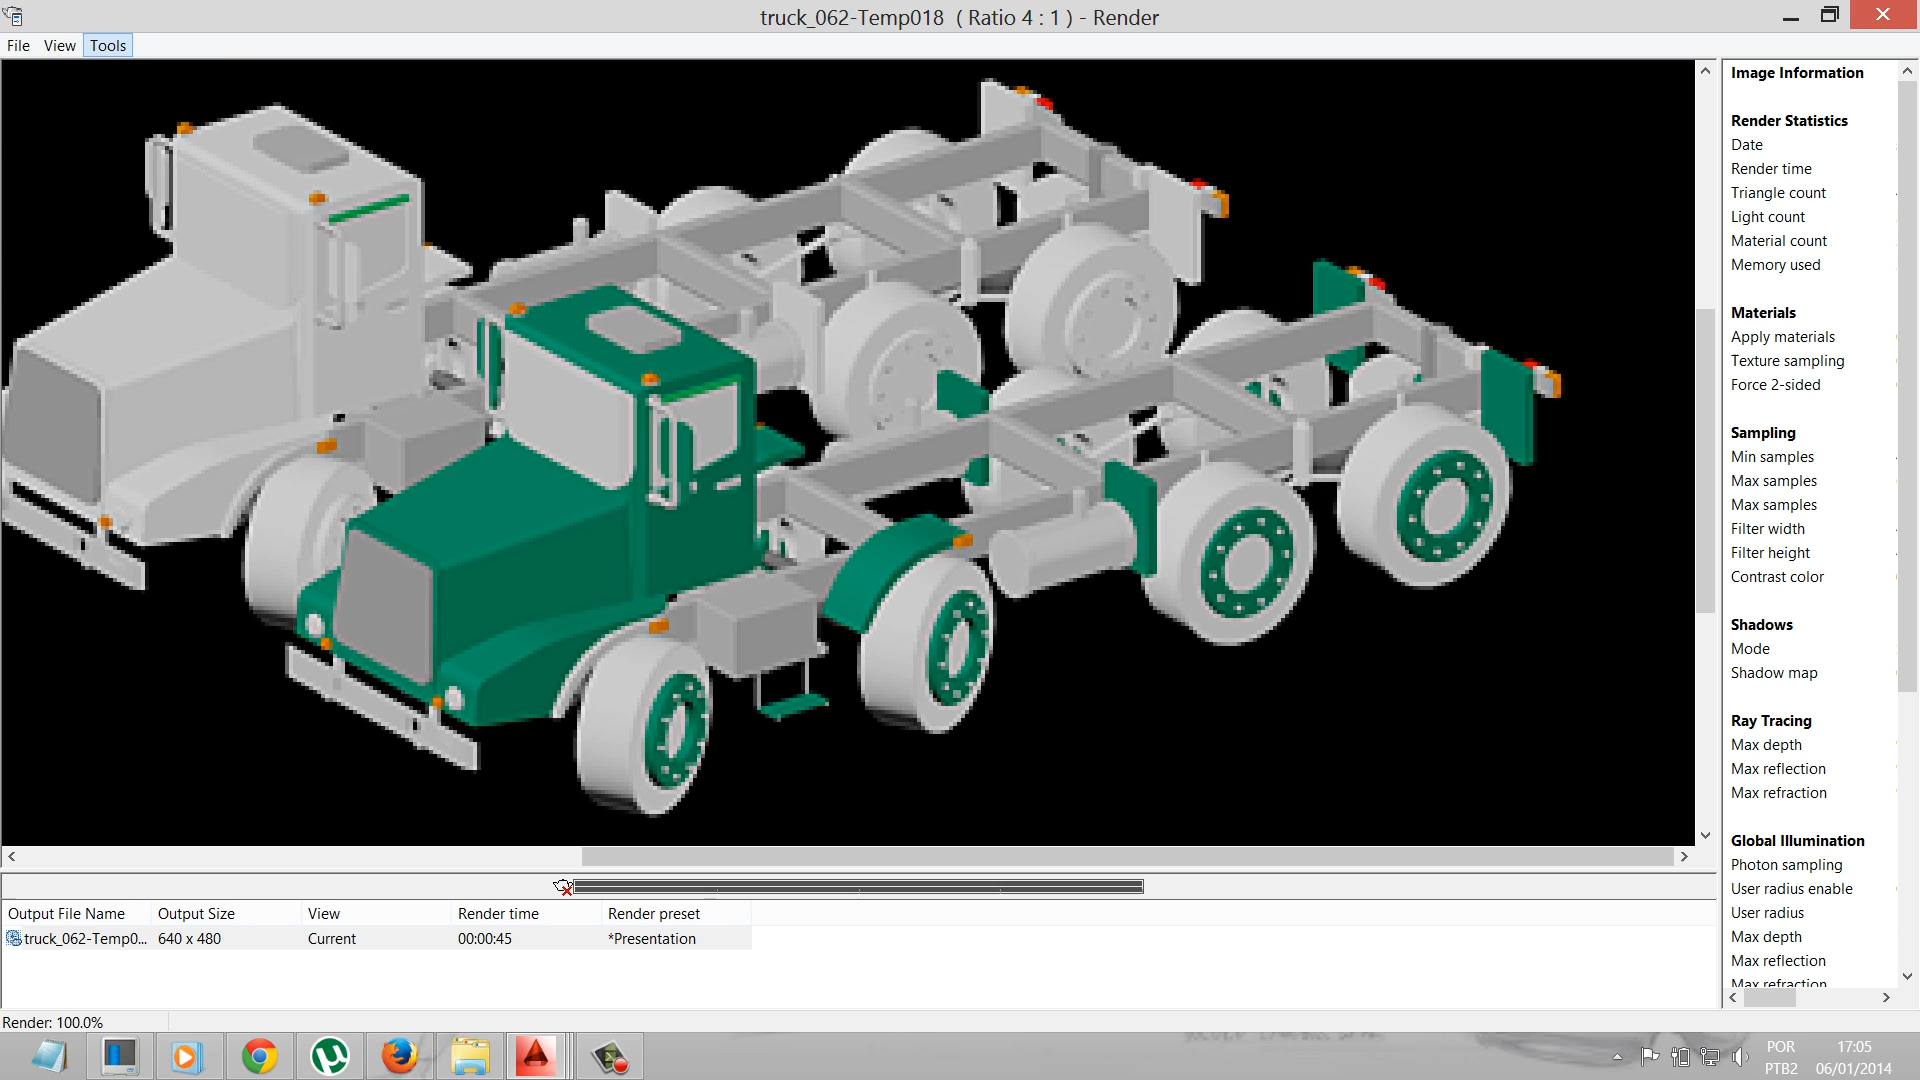 truck_062-Temp018 ( Ratio 4 : 1 ) - Render
File View Tools
Image Information
Render Statistics
Date
Render time
Triangle count
Light count
Material count
Memory used
Materials
Apply materials
Texture sampling
Force 2-sided
Sampling
Min samples
Max samples
Max samples
Filter width
Filter height
Contrast color
Shadows
Mode
Shadow map
Ray Tracing
Max depth
Max reflection
Max refraction
Global Illumination
Photon sampling
User radius enable
User radius
Max depth
Max reflection
Max refraction
Output File Name Output Size View Render time Render preset
truck_062-Temp0... 640 x 480 Current 00:00:45 *Presentation
Render: 100.0%
POR 17:05
PTB2 06/01/2014